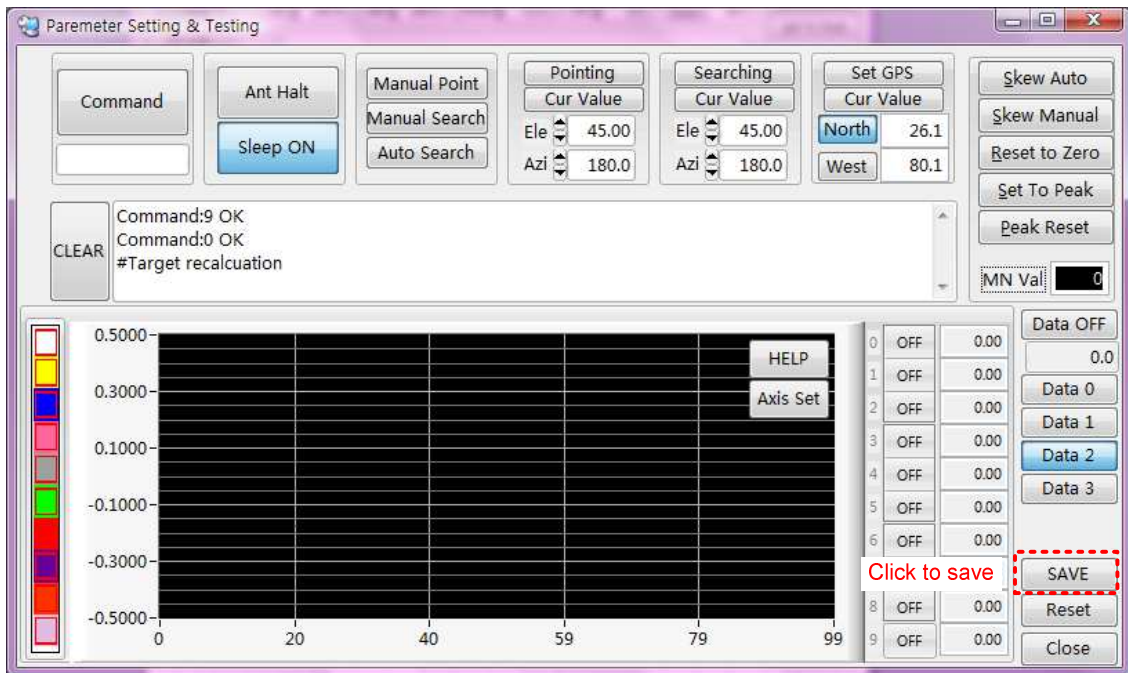 Paremeter Setting & Testing
Command
Ant Halt
Sleep ON
Manual Point
Manual Search
Auto Search
Pointing
Cur Value
Ele 45.00
Azi 180.0
Searching
Cur Value
Ele 45.00
Azi 180.0
Set GPS
Cur Value
North 26.1
West 80.1
Skew Auto
Skew Manual
Reset to Zero
Set To Peak
Peak Reset
MN Val 0
CLEAR
Command:9 OK
Command:0 OK
#Target recalcuation
0.5000
0.3000
0.1000
-0.1000
-0.3000
-0.5000
0 20 40 59 79 99
HELP
Axis Set
0 OFF 0.00
1 OFF 0.00
2 OFF 0.00
3 OFF 0.00
4 OFF 0.00
5 OFF 0.00
6 OFF 0.00
Click to save
8 OFF 0.00
9 OFF 0.00
Data OFF
0.0
Data 0
Data 1
Data 2
Data 3
SAVE
Reset
Close